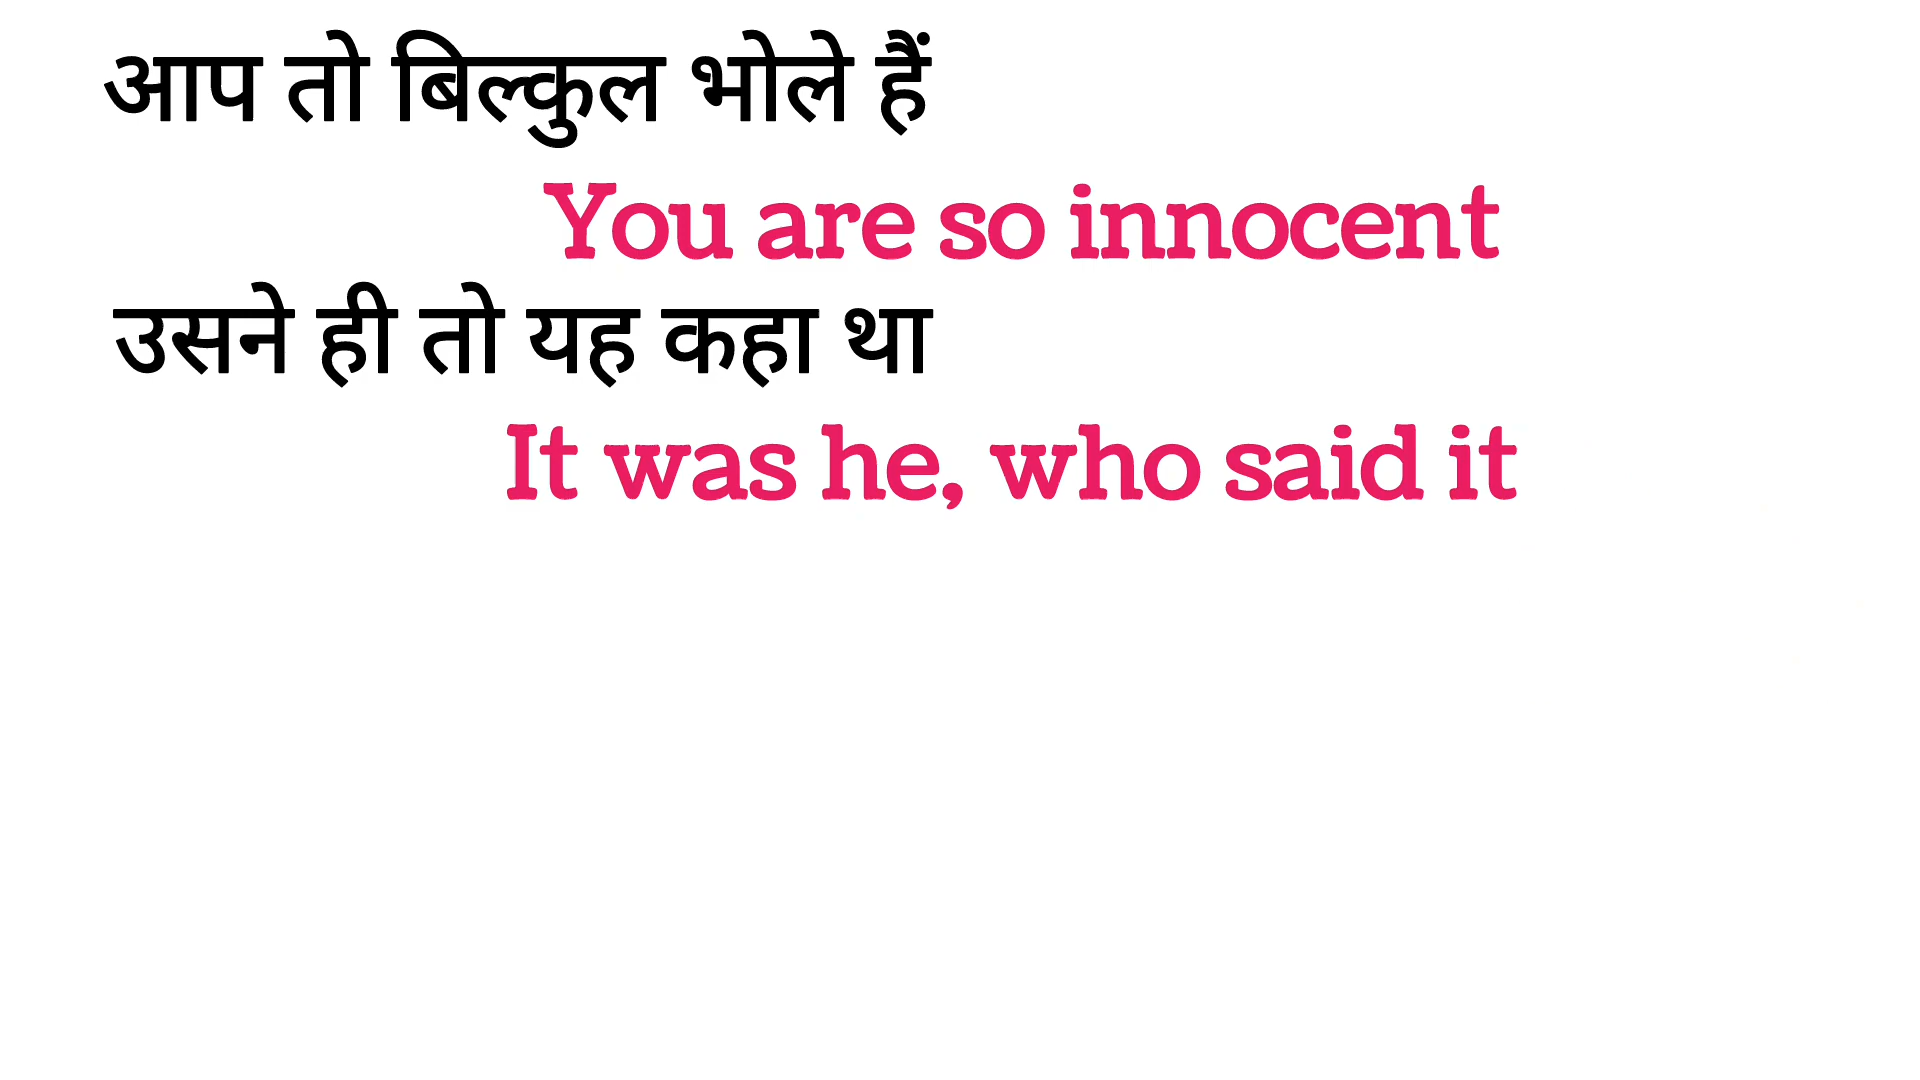 आप तो बिल्कुल भोले हैं
You are so innocent
उसने ही तो यह कहा था
It was he, who said it